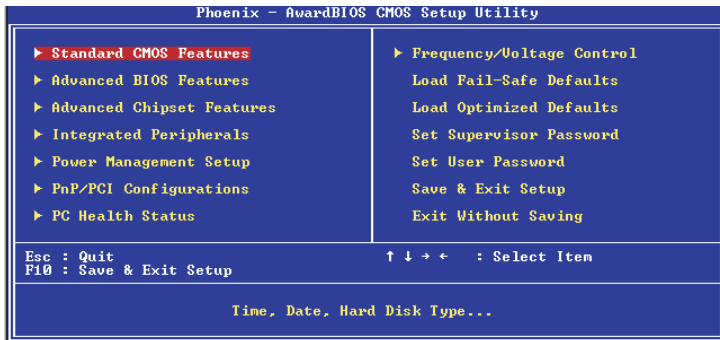 Phoenix - AwardBIOS CMOS Setup Utility
▶ Standard CMOS Features
▶ Advanced BIOS Features
▶ Advanced Chipset Features
▶ Integrated Peripherals
▶ Power Management Setup
▶ PnP/PCI Configurations
▶ PC Health Status
▶ Frequency/Voltage Control
Load Fail-Safe Defaults
Load Optimized Defaults
Set Supervisor Password
Set User Password
Save & Exit Setup
Exit Without Saving
Esc : Quit
F10 : Save & Exit Setup
↑ ↓ → ← : Select Item
Time, Date, Hard Disk Type...